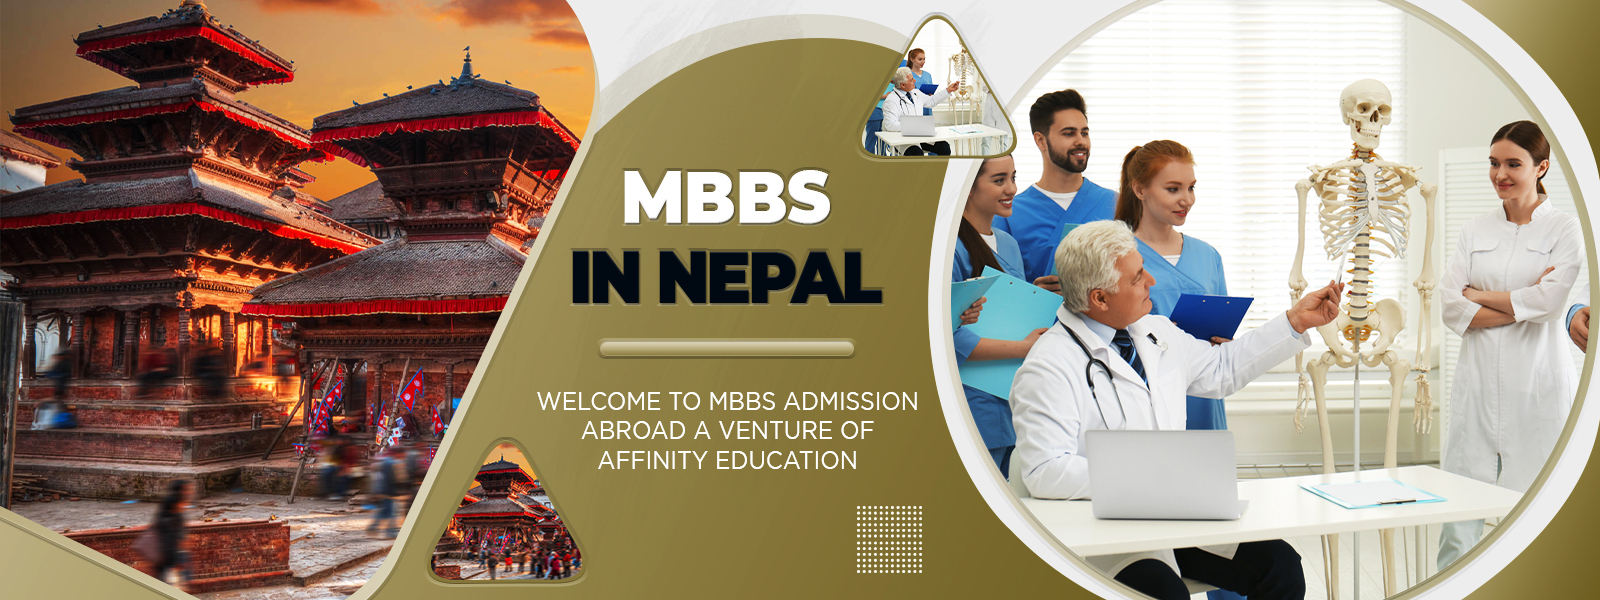 MBBS
IN NEPAL
WELCOME TO MBBS ADMISSION
ABROAD A VENTURE OF
AFFINITY EDUCATION